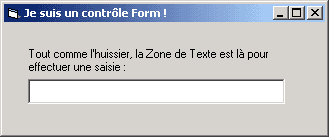 Je suis un contrôle Form !
Tout comme l'huissier, la Zone de Texte est là pour
effectuer une saisie :